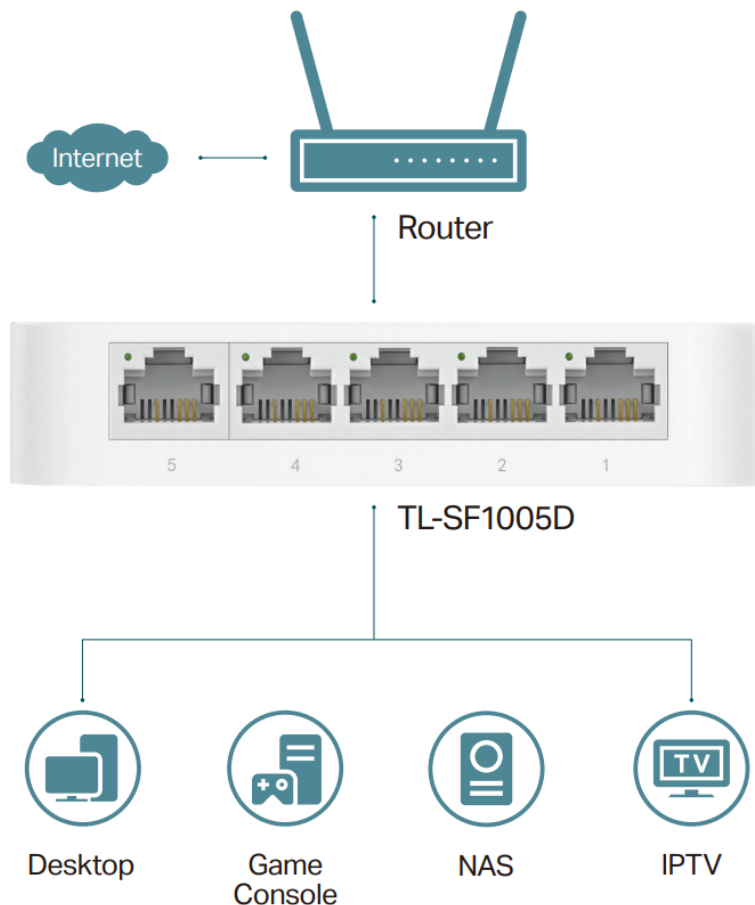 Internet
Router
5 4 3 2 1
TL-SF1005D
TV
Desktop
Game
Console
NAS
IPTV